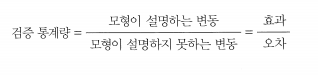 검증 통계량 = 모형이 설명하는 변동 / 모형이 설명하지 못하는 변동 = 효과 / 오차